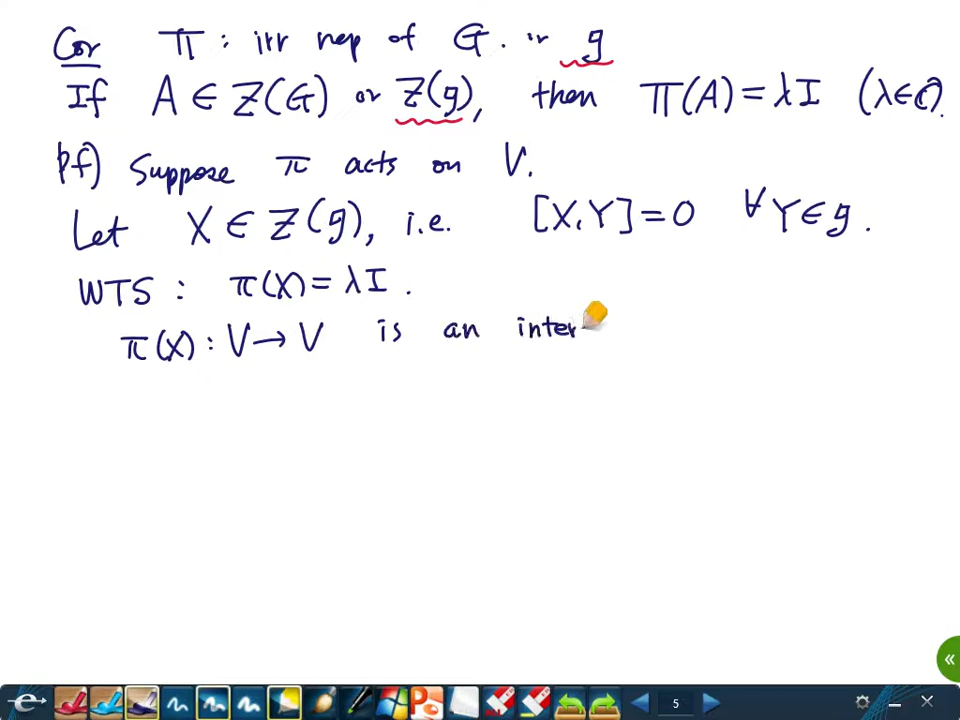 Cor π : irr rep of G. or g
If A ∈ Z(G) or Z(g), then π(A) = λI (λ∈ℂ).
pf) Suppose π acts on V.
Let X ∈ Z(g), i.e. [X,Y] = 0 ∀Y∈g.
WTS : π(X) = λI.
π(X) : V → V is an inter
5